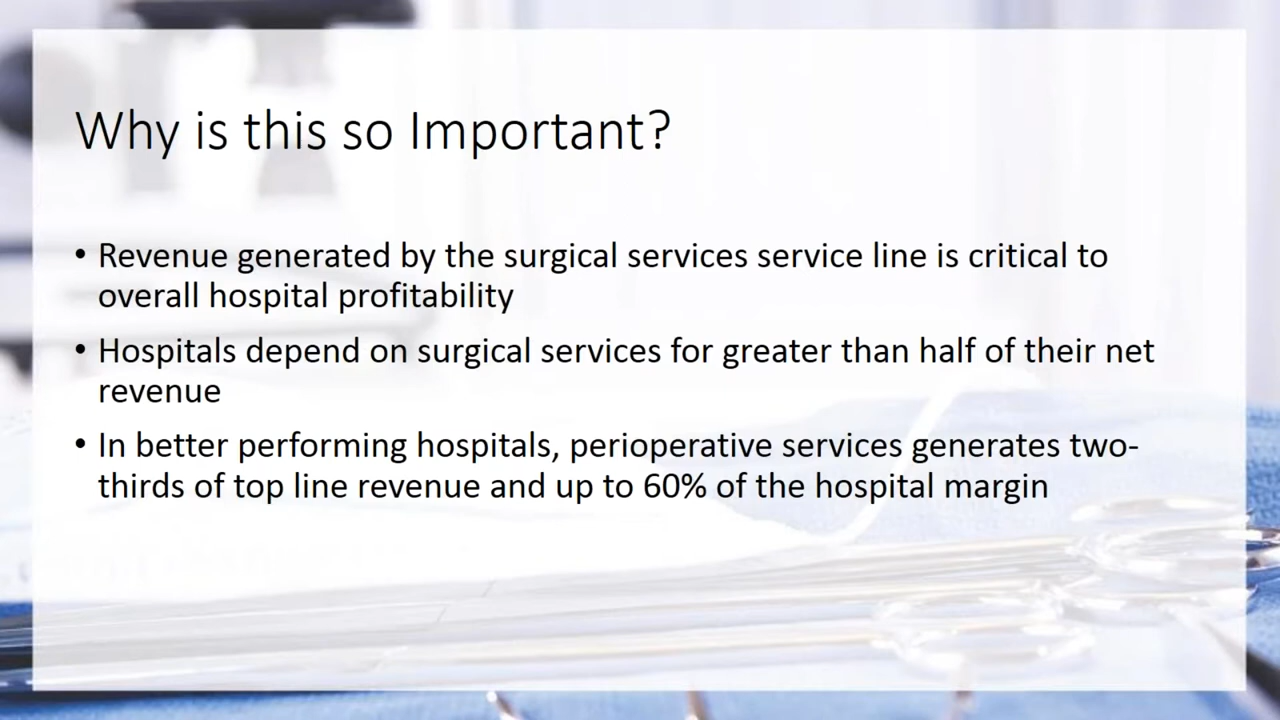 Why is this so Important?
• Revenue generated by the surgical services service line is critical to
overall hospital profitability
• Hospitals depend on surgical services for greater than half of their net
revenue
• In better performing hospitals, perioperative services generates two-
thirds of top line revenue and up to 60% of the hospital margin